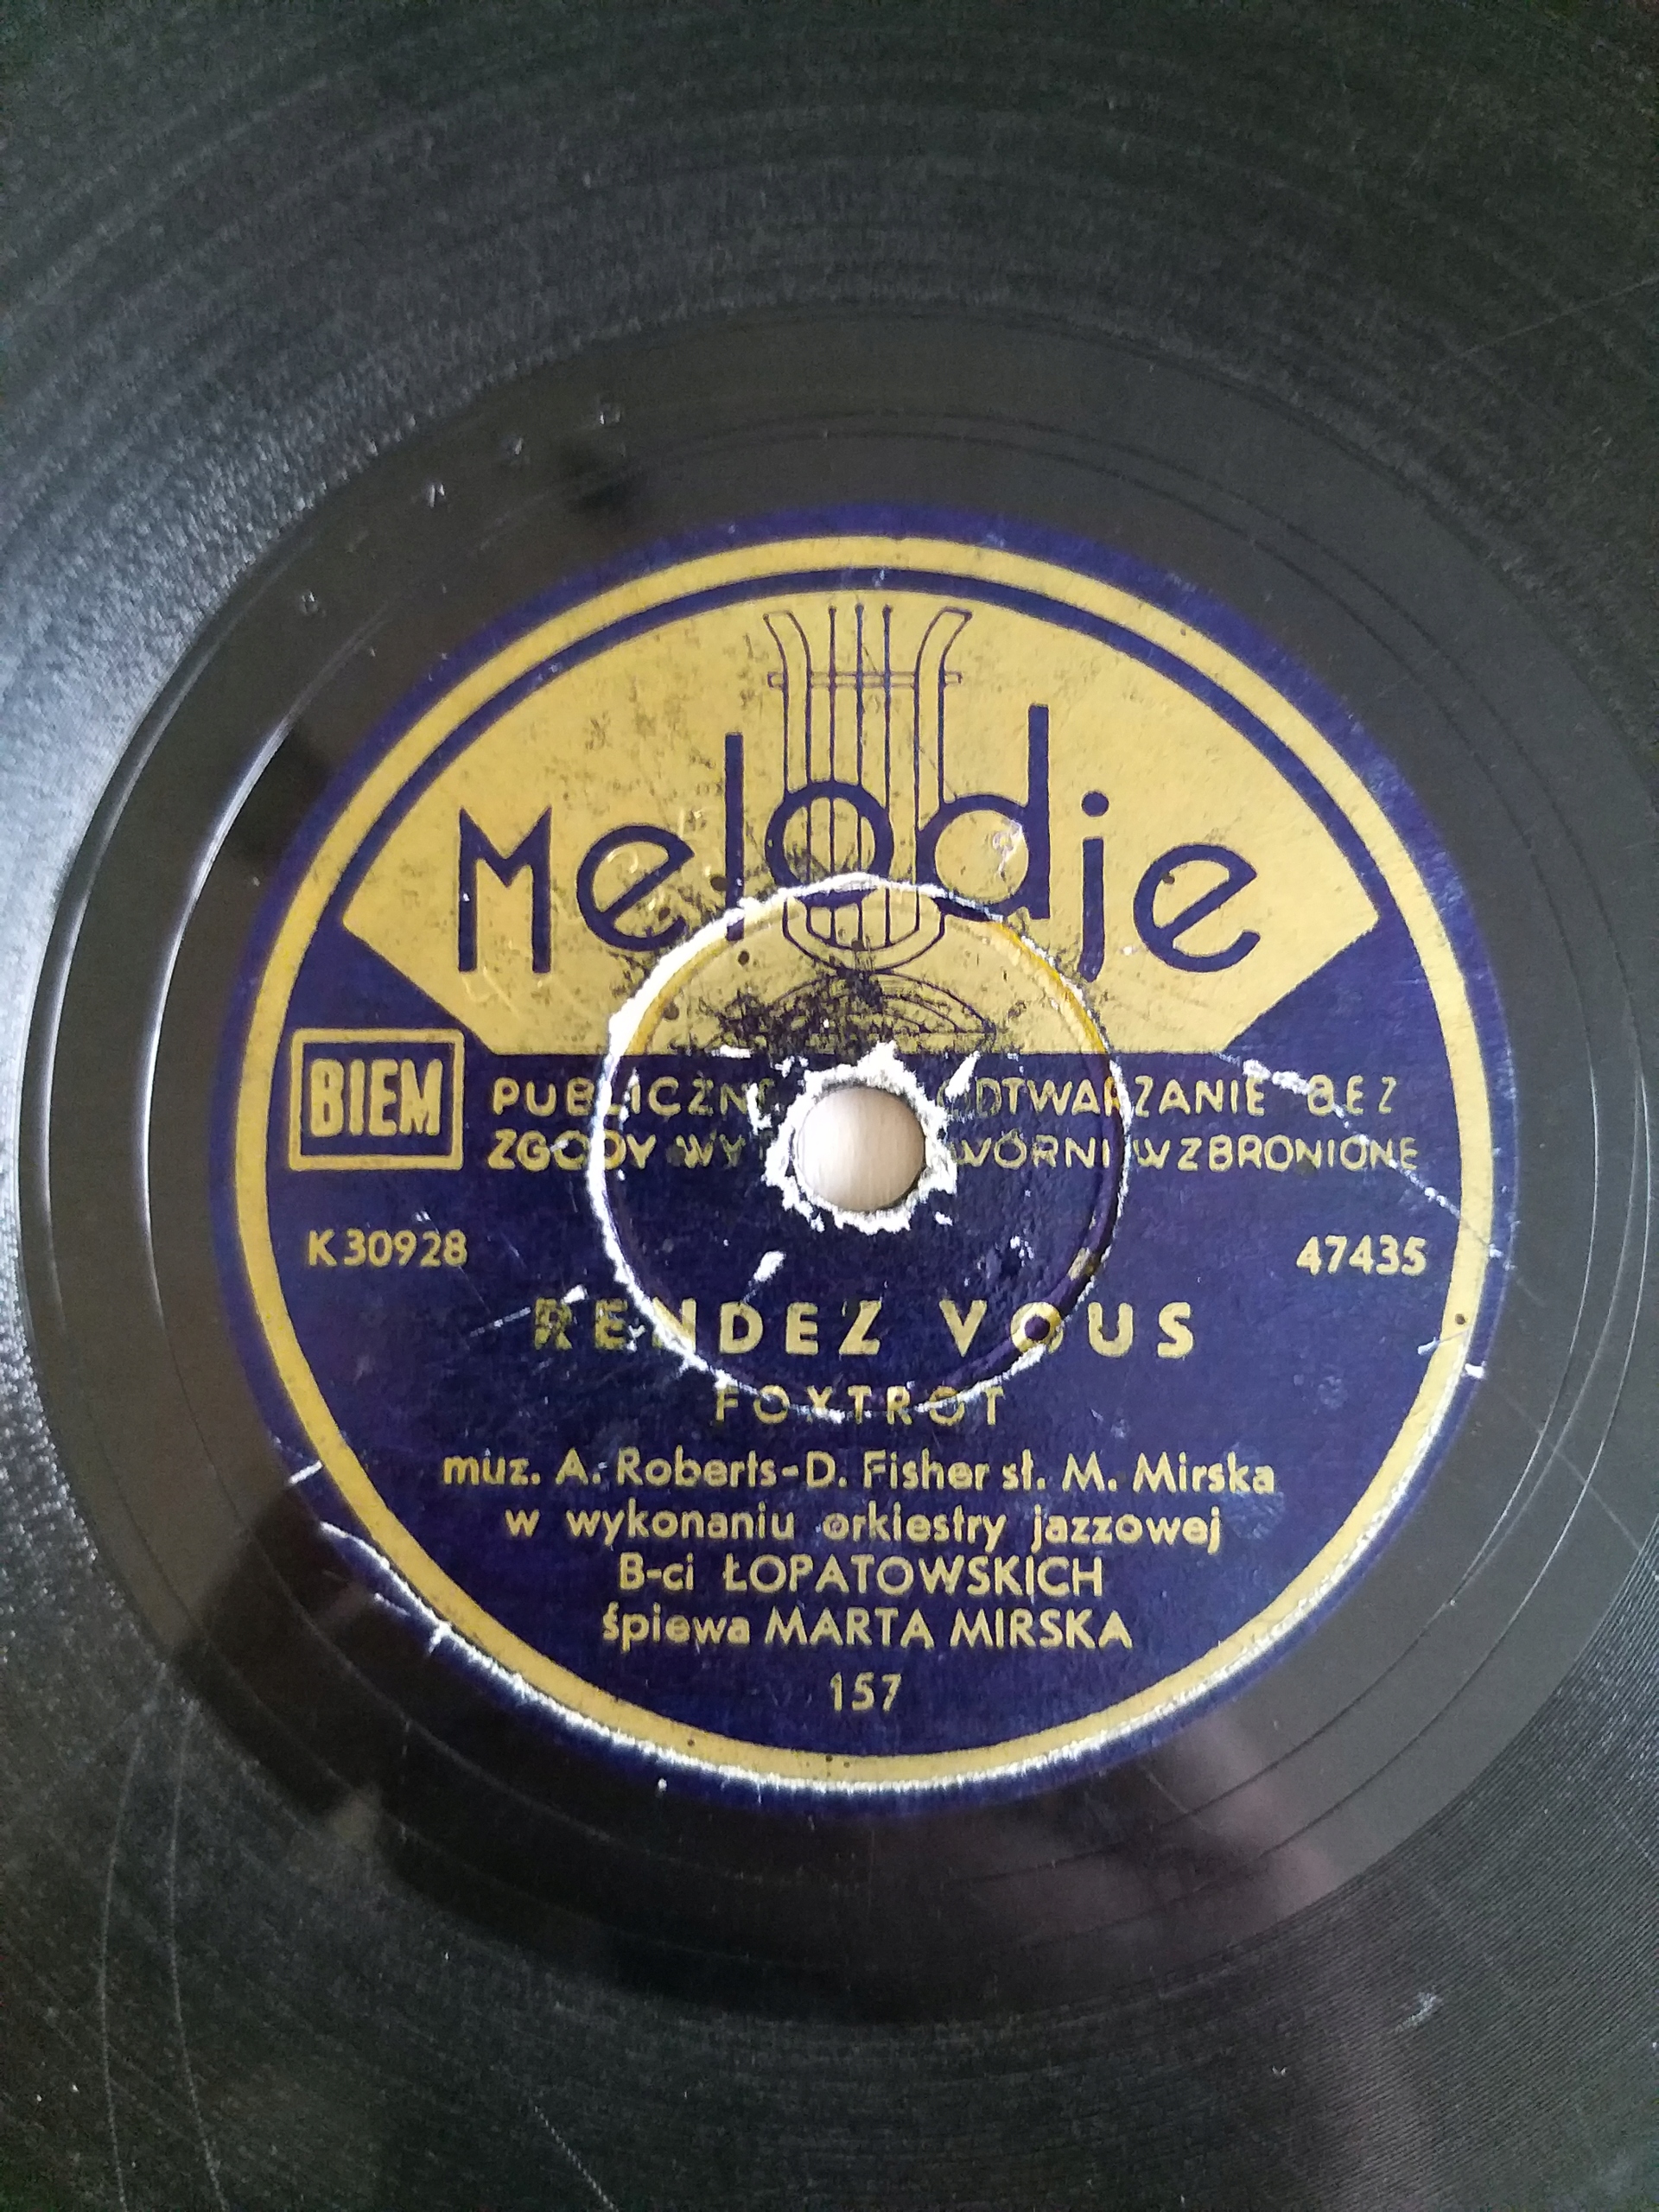 Melodje
BIEM
PUBLICZNE ODTWARZANIE BEZ
ZGODY WYTWÓRNI WZBRONIONE
K 30928
47435
RENDEZ VOUS
FOXTROT
muz. A. Roberts-D. Fisher sł. M. Mirska
w wykonaniu orkiestry jazzowej
B-ci ŁOPATOWSKICH
śpiewa MARTA MIRSKA
157